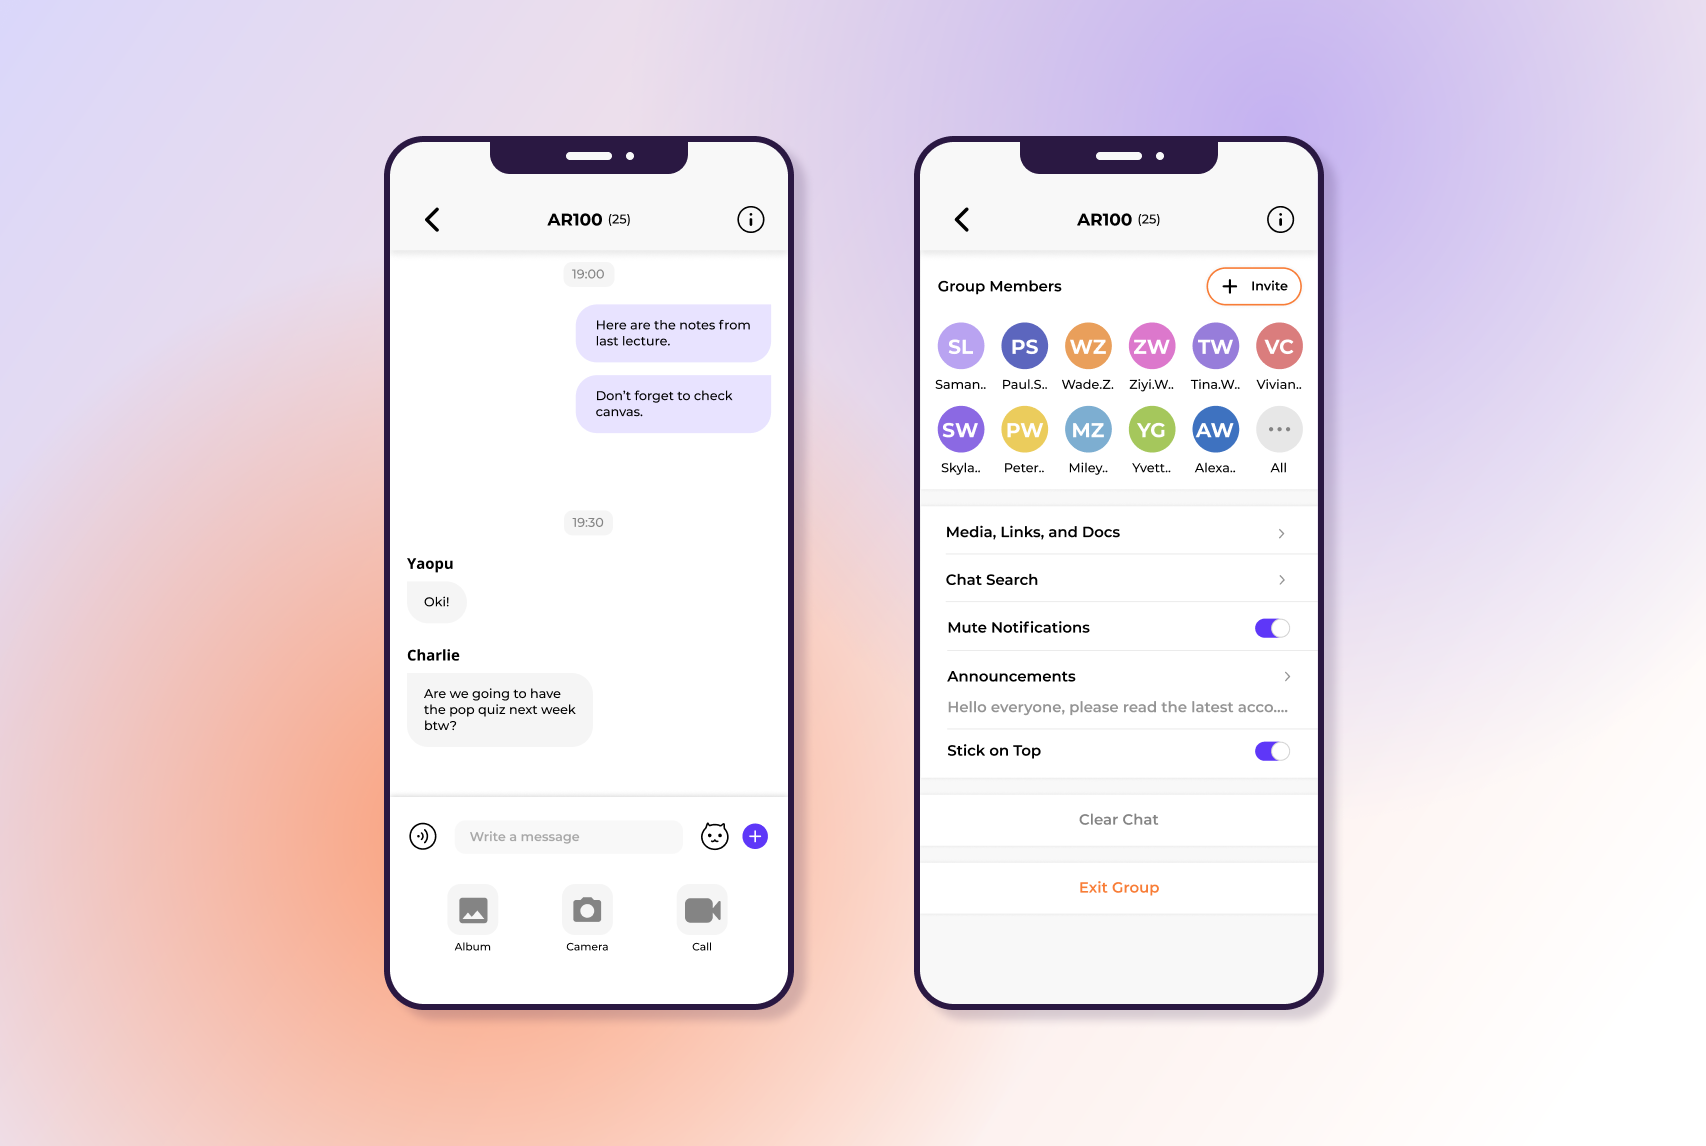 AR100 (25)
19:00
Here are the notes from
last lecture.
Don't forget to check
canvas.
19:30
Yaopu
Oki!
Charlie
Are we going to have
the pop quiz next week
btw?
Write a message
Album Camera Call
AR100 (25)
Group Members
Invite
SL PS WZ ZW TW VC
Saman.. Paul.S.. Wade.Z. Ziyi.W.. Tina.W.. Vivian..
SW PW MZ YG AW
Skyla.. Peter.. Miley.. Yvett.. Alexa.. All
Media, Links, and Docs
Chat Search
Mute Notifications
Announcements
Hello everyone, please read the latest acco....
Stick on Top
Clear Chat
Exit Group